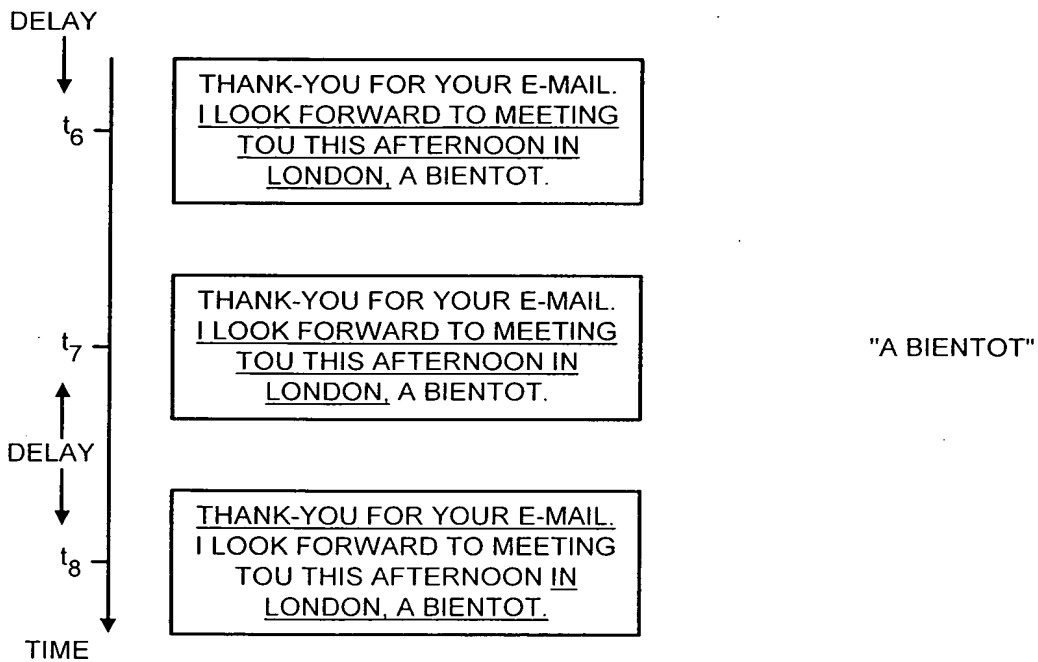 DELAY
t6
THANK-YOU FOR YOUR E-MAIL.
I LOOK FORWARD TO MEETING
TOU THIS AFTERNOON IN
LONDON, A BIENTOT.
t7
THANK-YOU FOR YOUR E-MAIL.
I LOOK FORWARD TO MEETING
TOU THIS AFTERNOON IN
LONDON, A BIENTOT.
"A BIENTOT"
DELAY
t8
THANK-YOU FOR YOUR E-MAIL.
I LOOK FORWARD TO MEETING
TOU THIS AFTERNOON IN
LONDON, A BIENTOT.
TIME